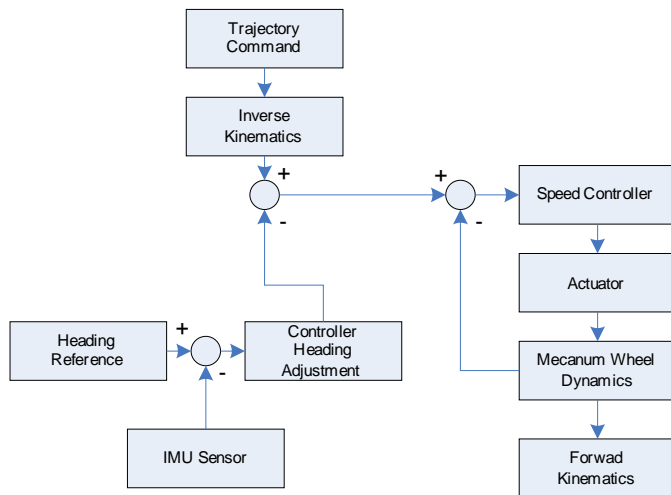 Trajectory
Command
Inverse
Kinematics
+
+
-
-
Speed Controller
Actuator
Heading
Reference
+
-
Controller
Heading
Adjustment
Mecanum Wheel
Dynamics
IMU Sensor
Forwad
Kinematics